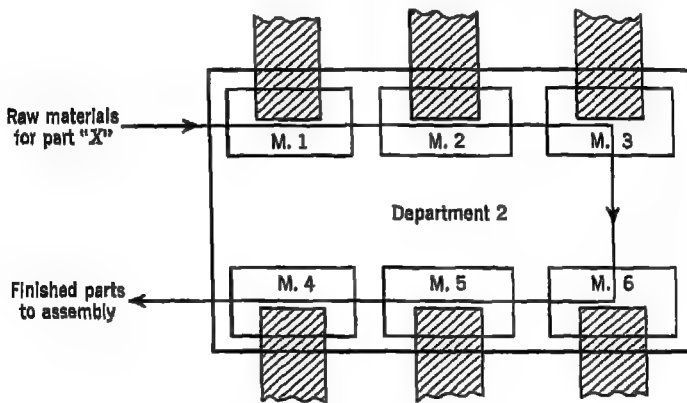 Raw materials
for part "X"
M. 1
M. 2
M. 3
Department 2
Finished parts
to assembly
M. 4
M. 5
M. 6